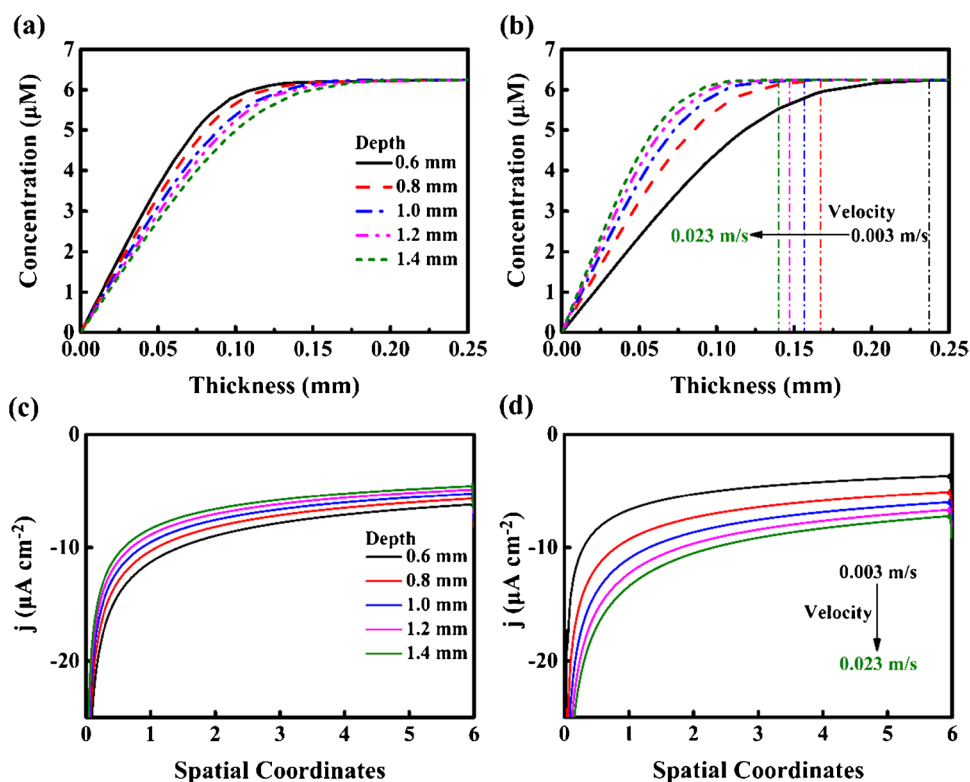 (a)
7
6
5
4
3
2
1
0
Concentration (μM)
Depth
0.6 mm
0.8 mm
1.0 mm
1.2 mm
1.4 mm
0.00 0.05 0.10 0.15 0.20 0.25
Thickness (mm)
(b)
7
6
5
4
3
2
1
0
Concentration (μM)
Velocity
0.023 m/s 0.003 m/s
0.00 0.05 0.10 0.15 0.20 0.25
Thickness (mm)
(c)
0
-10
-20
j (μA cm⁻²)
Depth
0.6 mm
0.8 mm
1.0 mm
1.2 mm
1.4 mm
0 1 2 3 4 5 6
Spatial Coordinates
(d)
0
-10
-20
j (μA cm⁻²)
0.003 m/s
Velocity
0.023 m/s
0 1 2 3 4 5 6
Spatial Coordinates